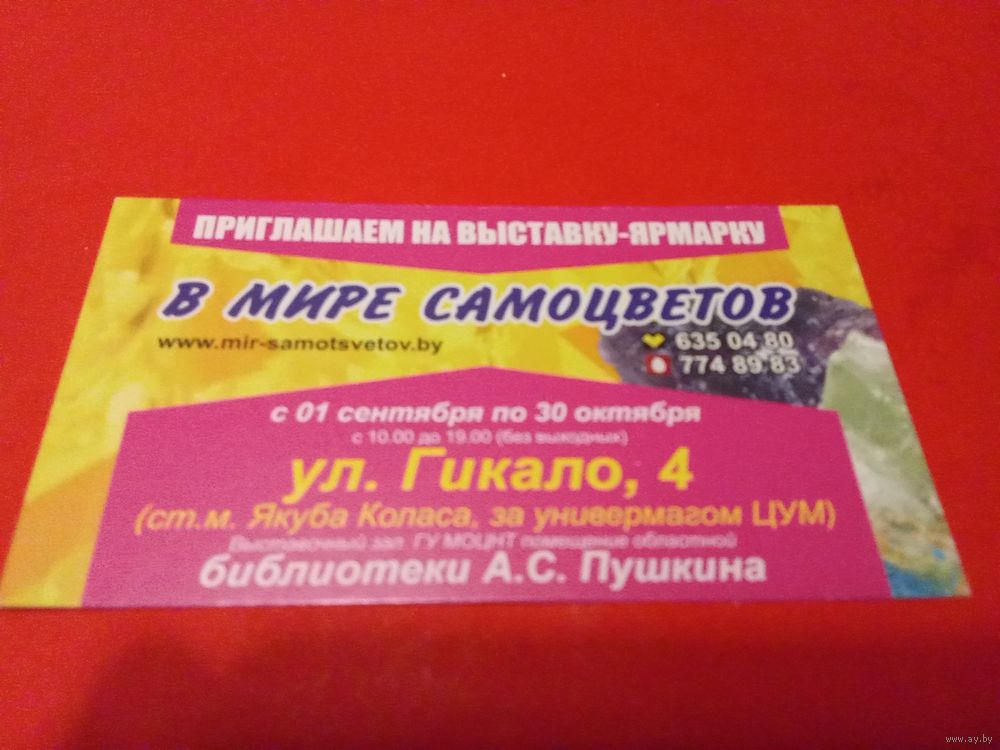 ПРИГЛАШАЕМ НА ВЫСТАВКУ-ЯРМАРКУ
В МИРЕ САМОЦВЕТОВ
www.mir-samotsvetov.by
635 04 80
774 89 83
с 01 сентября по 30 октября
с 10.00 до 19.00 (без выходных)
ул. Гикало, 4
(ст.м. Якуба Коласа, за универмагом ЦУМ)
Выставочный зал ГУ МОЦНТ помещение областной
библиотеки А.С. Пушкина
www.ay.by